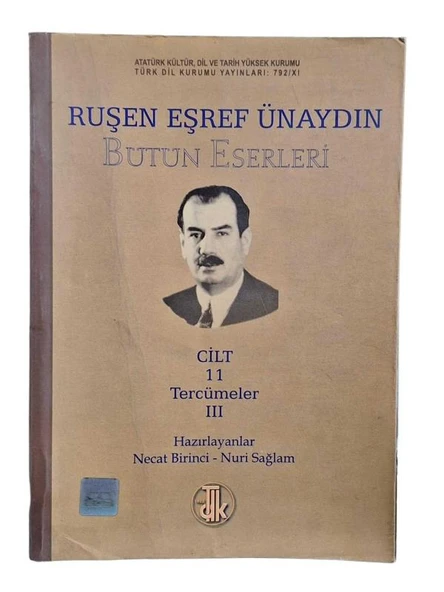 ATATÜRK KÜLTÜR, DİL VE TARİH YÜKSEK KURUMU
TÜRK DİL KURUMU YAYINLARI: 792/XI
RUŞEN EŞREF ÜNAYDIN
BÜTÜN ESERLERİ
CİLT
11
Tercümeler
III
Hazırlayanlar
Necat Birinci - Nuri Sağlam
TDK